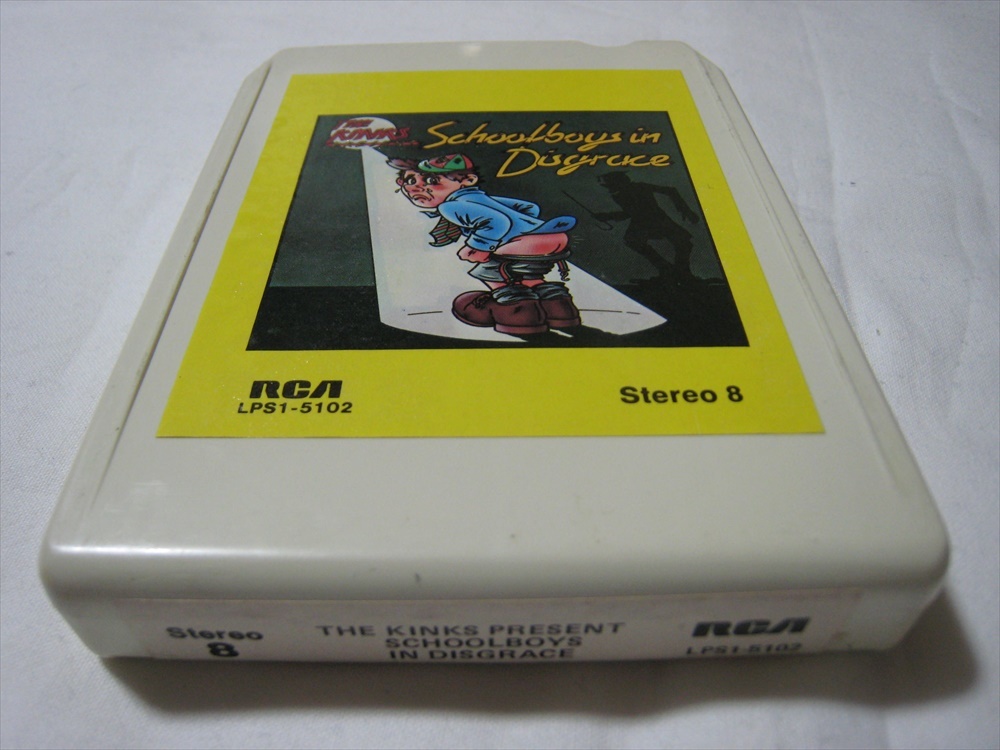 THE
KINKS
Schoolboys in
Disgrace
RCA
LPS1-5102
Stereo 8
Stereo
8
THE KINKS PRESENT
SCHOOLBOYS
IN DISGRACE
RCA
LPS1-5102